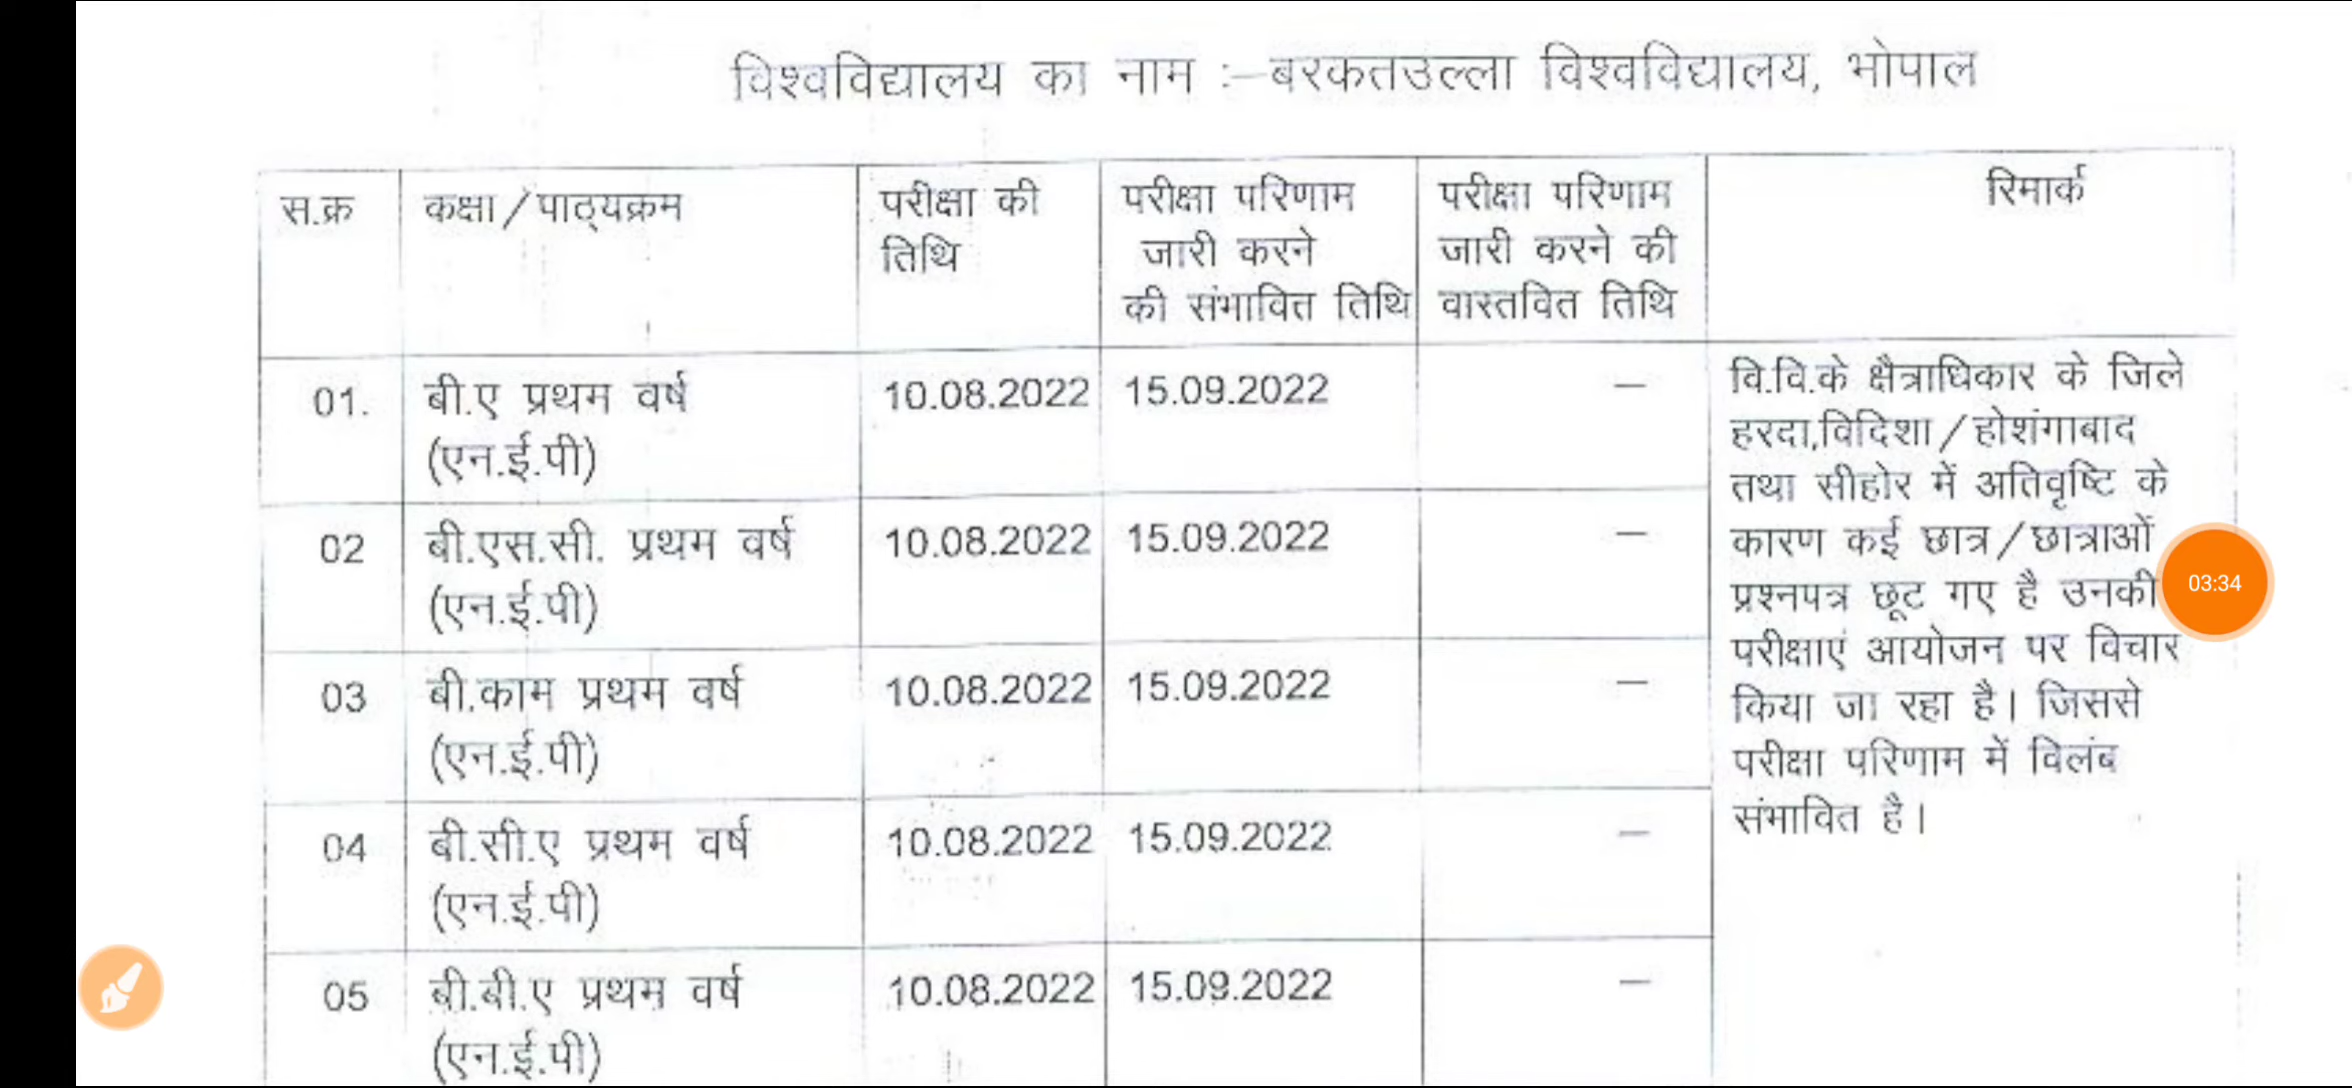 विश्वविद्यालय का नाम :– बरकतउल्ला विश्वविद्यालय, भोपाल
स.क्र
कक्षा/पाठ्यक्रम
परीक्षा की
तिथि
परीक्षा परिणाम
जारी करने
की संभावित तिथि
परीक्षा परिणाम
जारी करने की
वास्तवित तिथि
रिमार्क
01.
बी.ए प्रथम वर्ष
(एन.ई.पी)
10.08.2022
15.09.2022
—
02
बी.एस.सी. प्रथम वर्ष
(एन.ई.पी)
10.08.2022
15.09.2022
—
03
बी.काम प्रथम वर्ष
(एन.ई.पी)
10.08.2022
15.09.2022
—
04
बी.सी.ए प्रथम वर्ष
(एन.ई.पी)
10.08.2022
15.09.2022
—
05
बी.बी.ए प्रथम वर्ष
(एन.ई.पी)
10.08.2022
15.09.2022
—
वि.वि.के क्षैत्राधिकार के जिले
हरदा,विदिशा/होशंगाबाद
तथा सीहोर में अतिवृष्टि के
कारण कई छात्र/छात्राओं
प्रश्नपत्र छूट गए है उनकी
परीक्षाएं आयोजन पर विचार
किया जा रहा है। जिससे
परीक्षा परिणाम में विलंब
संभावित है।
03:34